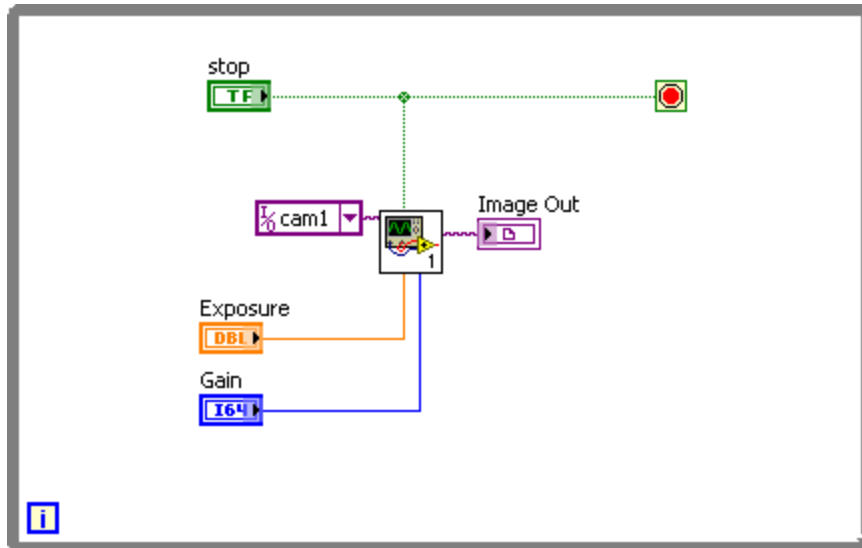 stop
TF
I/O cam1
Image Out
1
Exposure
DBL
Gain
I64
i